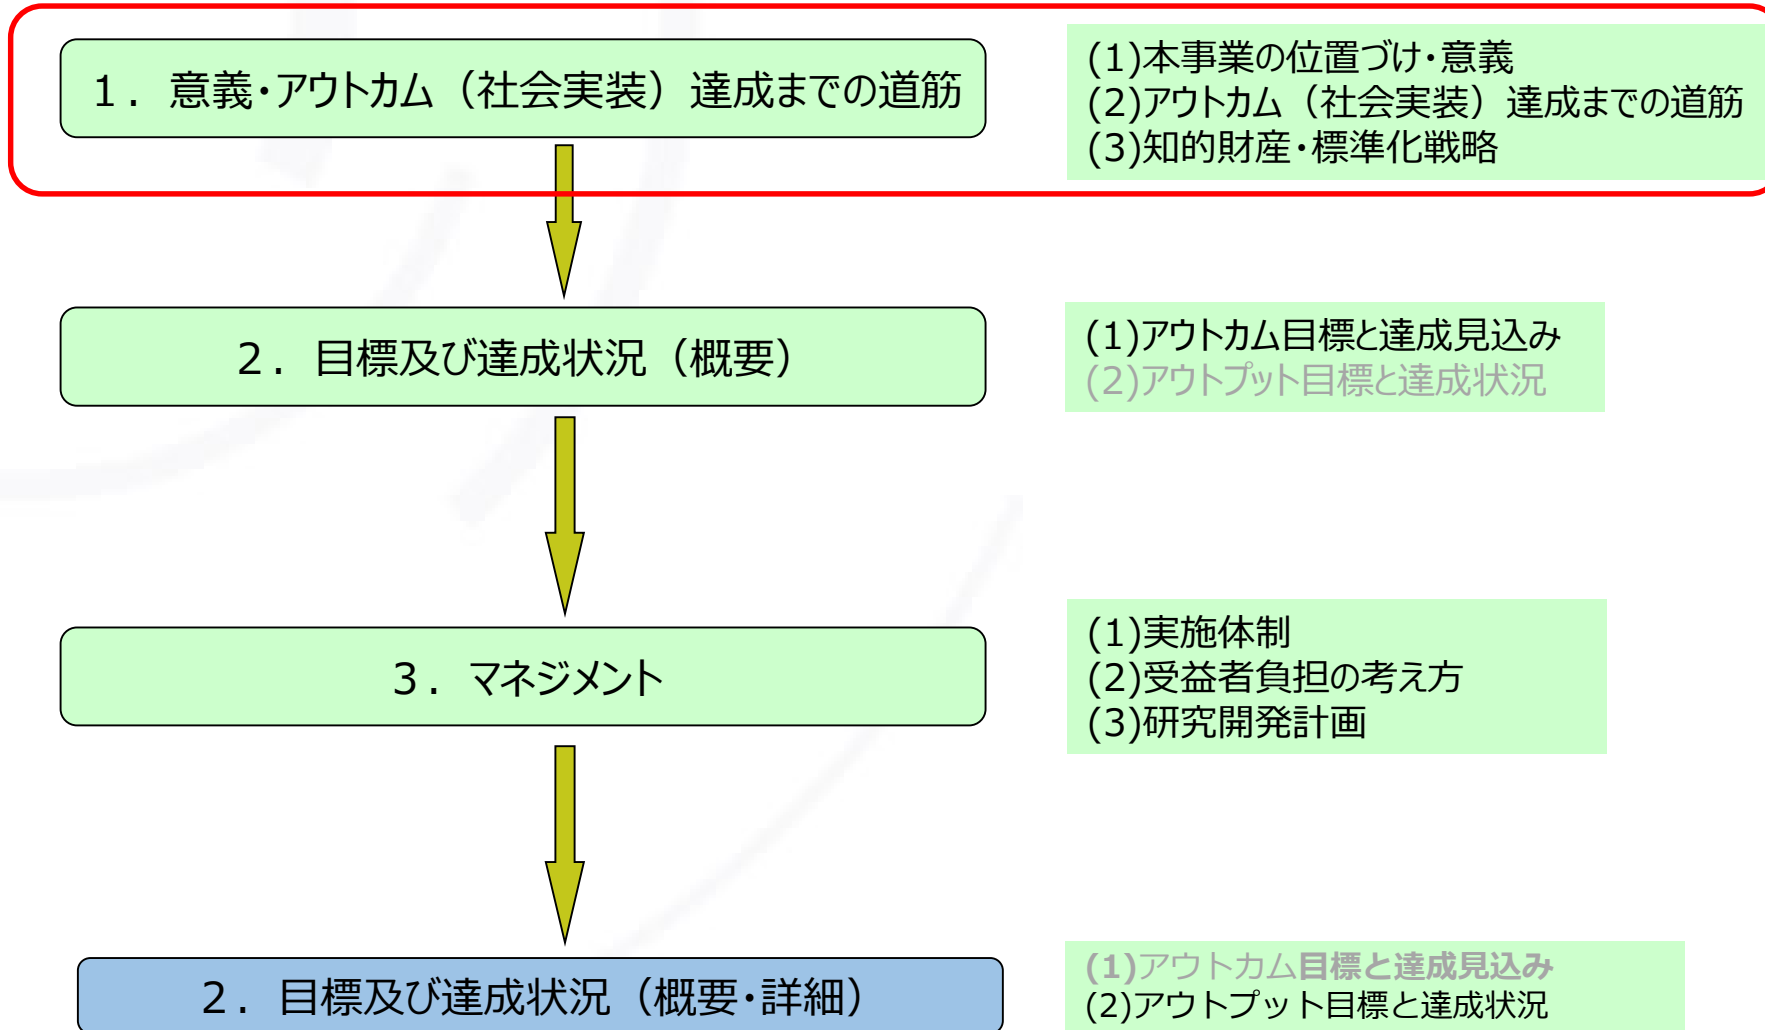 １．意義・アウトカム（社会実装）達成までの道筋
(1)本事業の位置づけ・意義
(2)アウトカム（社会実装）達成までの道筋
(3)知的財産・標準化戦略
２．目標及び達成状況（概要）
(1)アウトカム目標と達成見込み
(2)アウトプット目標と達成状況
３．マネジメント
(1)実施体制
(2)受益者負担の考え方
(3)研究開発計画
２．目標及び達成状況（概要・詳細）
(1)アウトカム目標と達成見込み
(2)アウトプット目標と達成状況